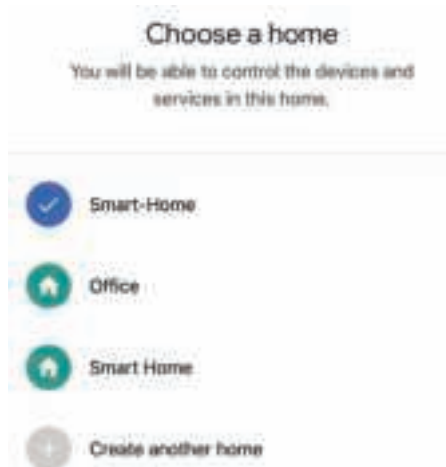 Choose a home
You will be able to control the devices and
services in this home.
Smart-Home
Office
Smart Home
Create another home